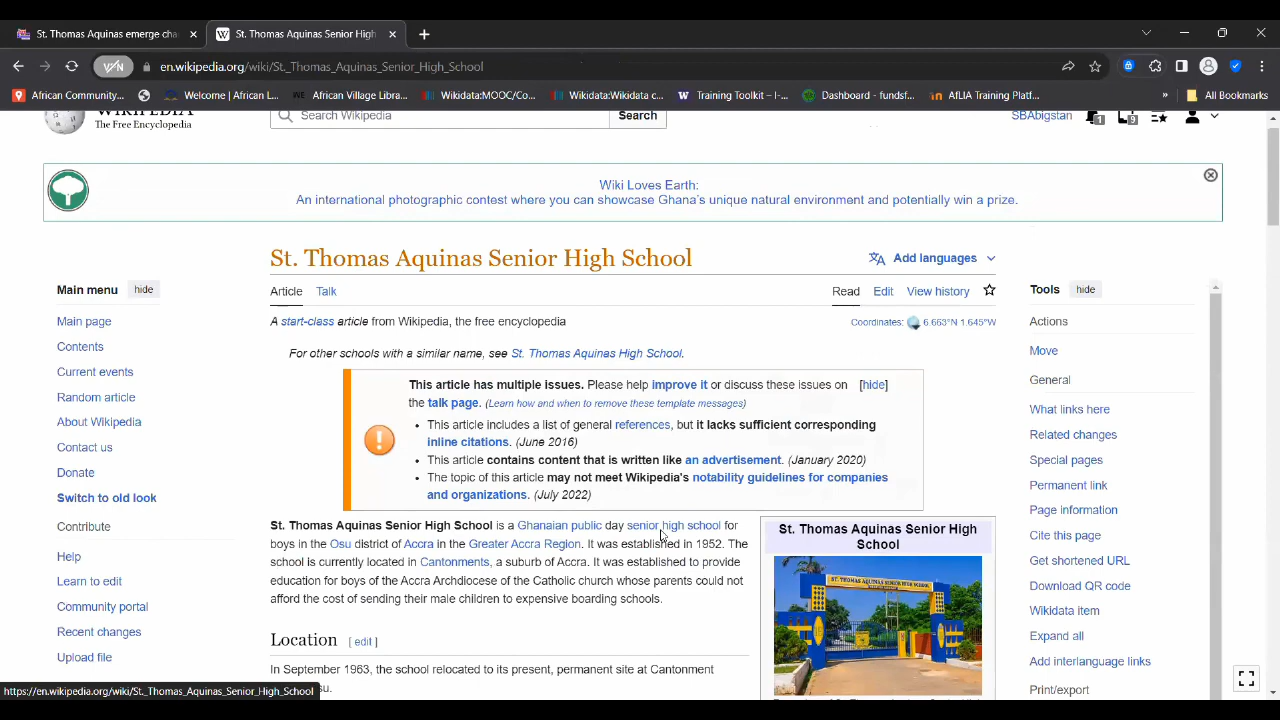 St. Thomas Aquinas emerge cha
St. Thomas Aquinas Senior High
en.wikipedia.org/wiki/St._Thomas_Aquinas_Senior_High_School
African Community... Welcome | African L... African Village Libra... Wikidata:MOOC/Co... Wikidata:Wikidata c... Training Toolkit – I-... Dashboard - fundsf... AfLIA Training Platf... » All Bookmarks
WIKIPEDIA
The Free Encyclopedia
Search Wikipedia Search
SBAbigstan 1 9
Wiki Loves Earth:
An international photographic contest where you can showcase Ghana's unique natural environment and potentially win a prize.
St. Thomas Aquinas Senior High School
Add languages
Article Talk Read Edit View history
A start-class article from Wikipedia, the free encyclopedia
Coordinates: 6.663°N 1.645°W
For other schools with a similar name, see St. Thomas Aquinas High School.
This article has multiple issues. Please help improve it or discuss these issues on [hide]
the talk page. (Learn how and when to remove these template messages)
• This article includes a list of general references, but it lacks sufficient corresponding
inline citations. (June 2016)
• This article contains content that is written like an advertisement. (January 2020)
• The topic of this article may not meet Wikipedia's notability guidelines for companies
and organizations. (July 2022)
St. Thomas Aquinas Senior High School is a Ghanaian public day senior high school for
boys in the Osu district of Accra in the Greater Accra Region. It was established in 1952. The
school is currently located in Cantonments, a suburb of Accra. It was established to provide
education for boys of the Accra Archdiocese of the Catholic church whose parents could not
afford the cost of sending their male children to expensive boarding schools.
Location [ edit ]
In September 1963, the school relocated to its present, permanent site at Cantonment
su.
St. Thomas Aquinas Senior High
School
ST. THOMAS AQUINAS SENIOR HIGH SCHOOL
Main menu hide
Main page
Contents
Current events
Random article
About Wikipedia
Contact us
Donate
Switch to old look
Contribute
Help
Learn to edit
Community portal
Recent changes
Upload file
Tools hide
Actions
Move
General
What links here
Related changes
Special pages
Permanent link
Page information
Cite this page
Get shortened URL
Download QR code
Wikidata item
Expand all
Add interlanguage links
Print/export
https://en.wikipedia.org/wiki/St._Thomas_Aquinas_Senior_High_School